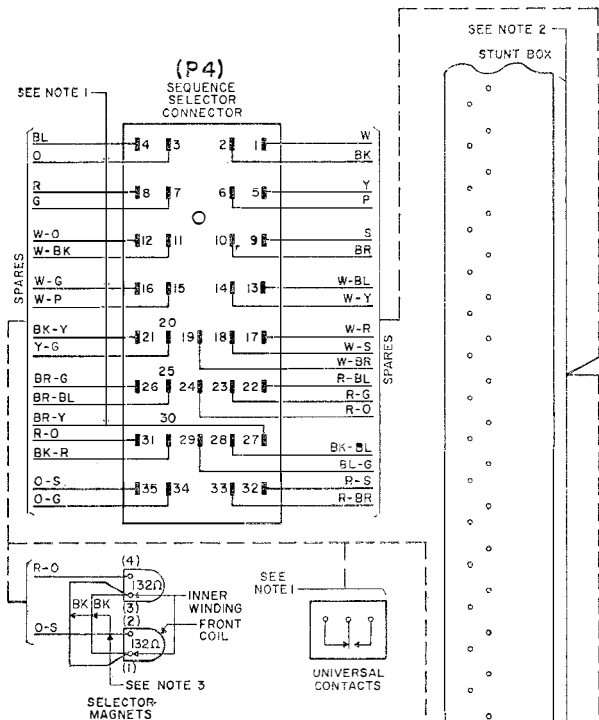 SEE NOTE 2
STUNT BOX
(P4)
SEQUENCE
SELECTOR
CONNECTOR
SEE NOTE 1
BL 4 3 2 1 W
O BK
R 8 7 6 5 Y
G P
W-O 12 11 10 9 S
W-BK BR
W-G 16 15 14 13 W-BL
W-P W-Y
SPARES
BK-Y 21 20 19 18 17 W-R
Y-G W-S
W-BR
BR-G 26 25 24 23 22 R-BL
BR-BL R-G
R-O
SPARES
BR-Y 30
R-O 31 29 28 27
BK-R BK-BL
BL-G
O-S 35 34 33 32 R-S
O-G R-BR
R-O (4)
132Ω
(3)
BK BK
INNER
WINDING
(2)
FRONT
COIL
O-S
132Ω
(1)
SEE NOTE 3
SELECTOR
MAGNETS
SEE
NOTE 1
UNIVERSAL
CONTACTS